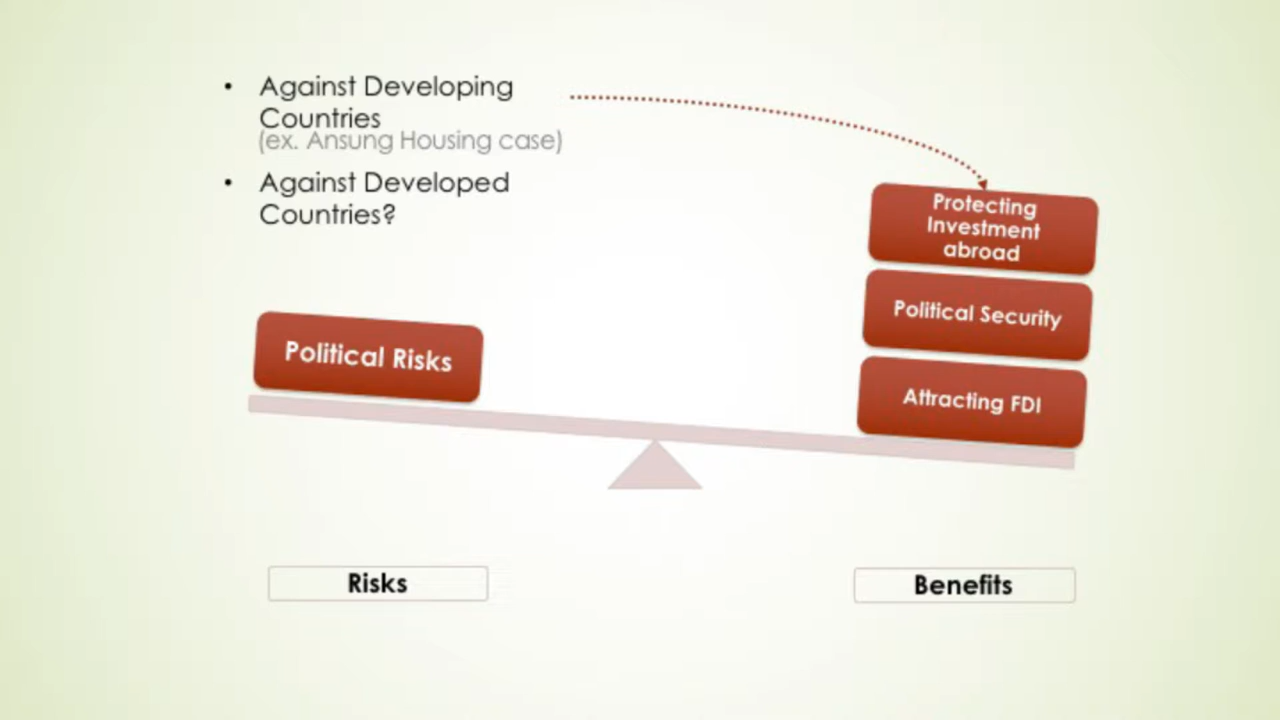 • Against Developing
Countries
(ex. Ansung Housing case)
• Against Developed
Countries?
Protecting
Investment
abroad
Political Security
Attracting FDI
Political Risks
Risks
Benefits